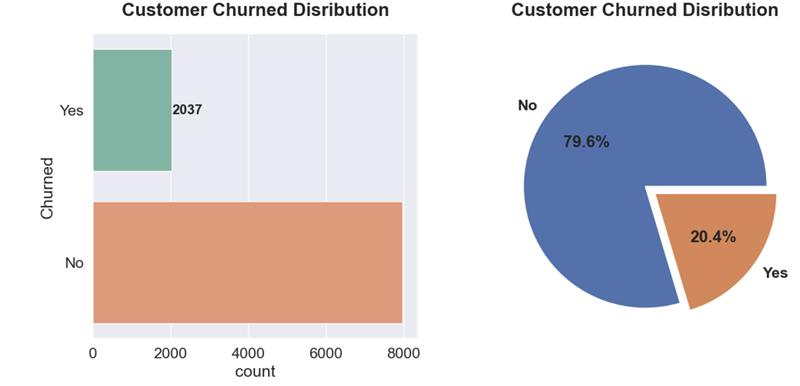 Customer Churned Disribution
Yes
2037
No
Churned
0 2000 4000 6000 8000
count
Customer Churned Disribution
No
79.6%
20.4%
Yes